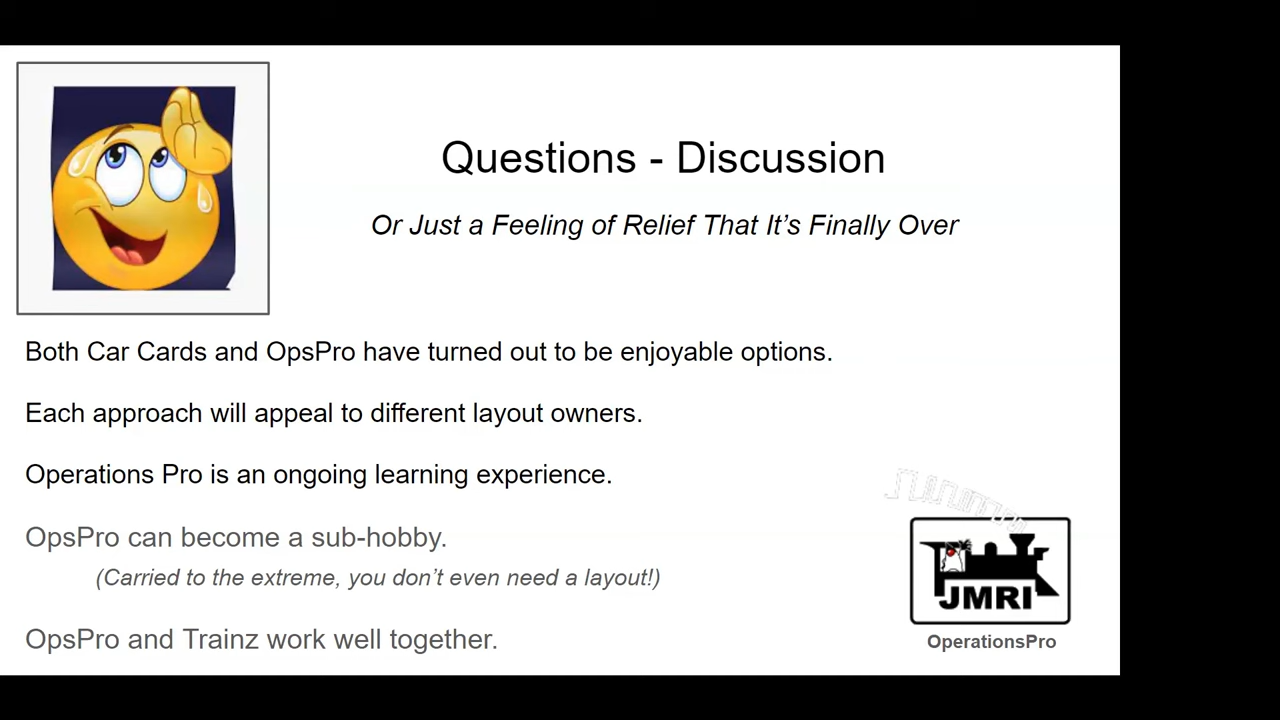 Questions - Discussion
Or Just a Feeling of Relief That It’s Finally Over
Both Car Cards and OpsPro have turned out to be enjoyable options.
Each approach will appeal to different layout owners.
Operations Pro is an ongoing learning experience.
OpsPro can become a sub-hobby.
(Carried to the extreme, you don’t even need a layout!)
OpsPro and Trainz work well together.
JMRI
OperationsPro